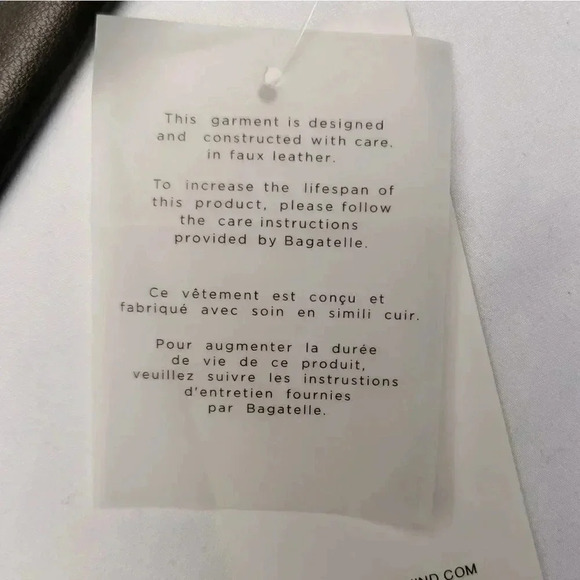 This garment is designed
and constructed with care.
in faux leather.
To increase the lifespan of
this product, please follow
the care instructions
provided by Bagatelle.
Ce vêtement est conçu et
fabriqué avec soin en simili cuir.
Pour augmenter la durée
de vie de ce produit,
veuillez suivre les instrustions
d'entretien fournies
par Bagatelle.